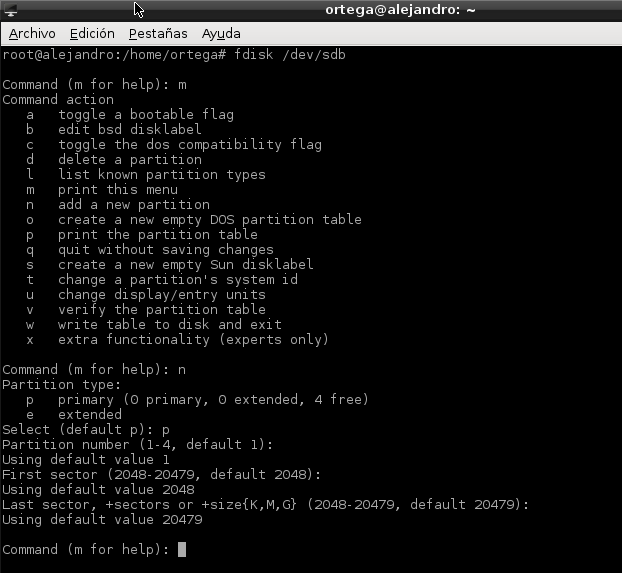 ortega@alejandro: ~
Archivo Edición Pestañas Ayuda
root@alejandro:/home/ortega# fdisk /dev/sdb

Command (m for help): m
Command action
   a   toggle a bootable flag
   b   edit bsd disklabel
   c   toggle the dos compatibility flag
   d   delete a partition
   l   list known partition types
   m   print this menu
   n   add a new partition
   o   create a new empty DOS partition table
   p   print the partition table
   q   quit without saving changes
   s   create a new empty Sun disklabel
   t   change a partition's system id
   u   change display/entry units
   v   verify the partition table
   w   write table to disk and exit
   x   extra functionality (experts only)

Command (m for help): n
Partition type:
   p   primary (0 primary, 0 extended, 4 free)
   e   extended
Select (default p): p
Partition number (1-4, default 1):
Using default value 1
First sector (2048-20479, default 2048):
Using default value 2048
Last sector, +sectors or +size{K,M,G} (2048-20479, default 20479):
Using default value 20479

Command (m for help):